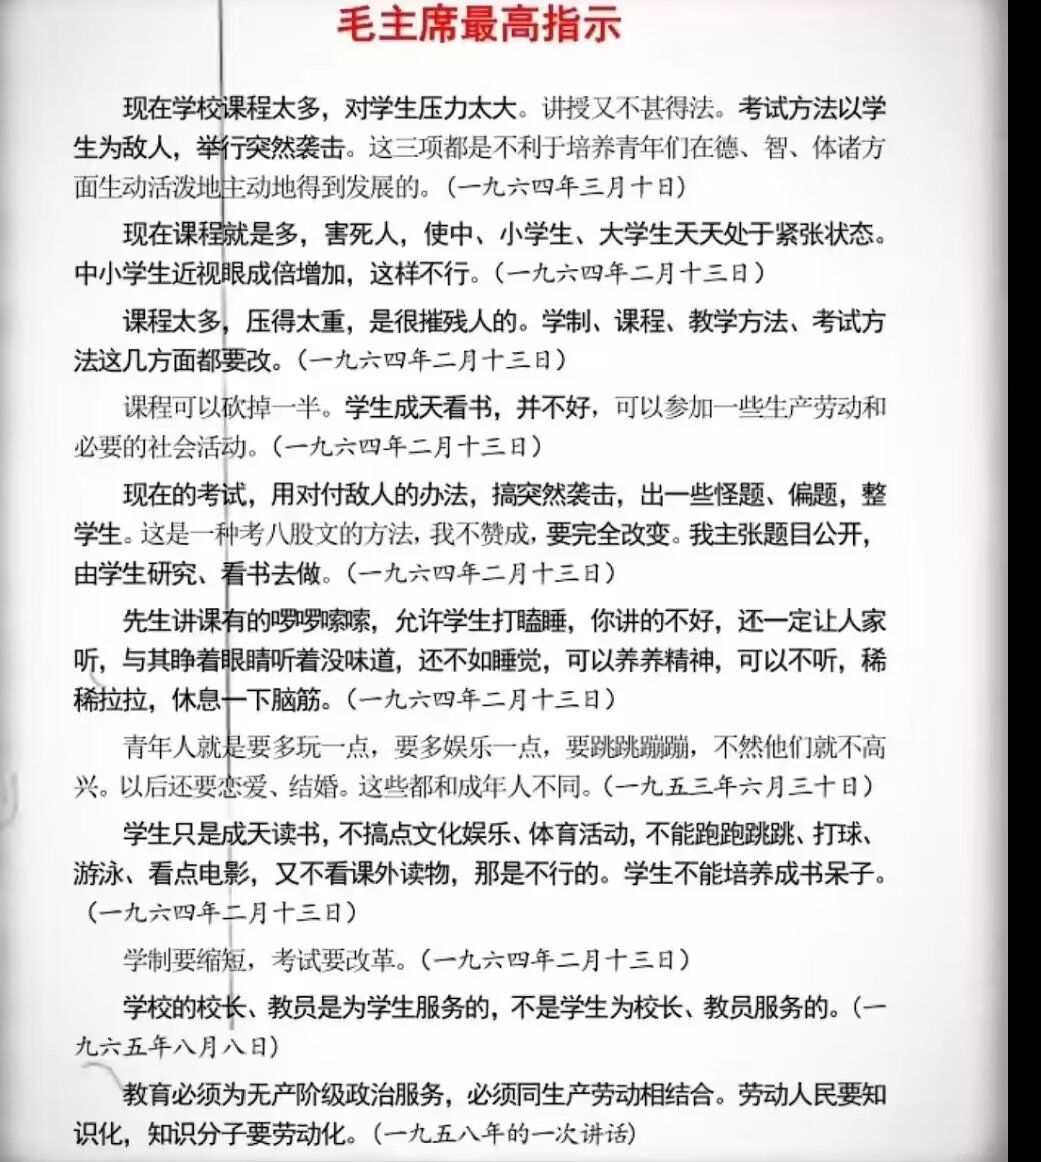 毛主席最高指示
现在学校课程太多，对学生压力太大。讲授又不甚得法。考试方法以学
生为敌人，举行突然袭击。这三项都是不利于培养青年们在德、智、体诸方
面生动活泼地主动地得到发展的。（一九六四年三月十日）
现在课程就是多，害死人，使中、小学生、大学生天天处于紧张状态。
中小学生近视眼成倍增加，这样不行。（一九六四年二月十三日）
课程太多，压得太重，是很摧残人的。学制、课程、教学方法、考试方
法这几方面都要改。（一九六四年二月十三日）
课程可以砍掉一半。学生成天看书，并不好，可以参加一些生产劳动和
必要的社会活动。（一九六四年二月十三日）
现在的考试，用对付敌人的办法，搞突然袭击，出一些怪题、偏题，整
学生。这是一种考八股文的方法，我不赞成，要完全改变。我主张题目公开，
由学生研究、看书去做。（一九六四年二月十三日）
先生讲课有的啰啰嗦嗦，允许学生打瞌睡，你讲的不好，还一定让人家
听，与其睁着眼睛听着没味道，还不如睡觉，可以养养精神，可以不听，稀
稀拉拉，休息一下脑筋。（一九六四年二月十三日）
青年人就是要多玩一点，要多娱乐一点，要跳跳蹦蹦，不然他们就不高
兴。以后还要恋爱、结婚。这些都和成年人不同。（一九五三年六月三十日）
学生只是成天读书，不搞点文化娱乐、体育活动，不能跑跑跳跳、打球、
游泳、看点电影，又不看课外读物，那是不行的。学生不能培养成书呆子。
（一九六四年二月十三日）
学制要缩短，考试要改革。（一九六四年二月十三日）
学校的校长、教员是为学生服务的，不是学生为校长、教员服务的。（一
九六五年八月八日）
教育必须为无产阶级政治服务，必须同生产劳动相结合。劳动人民要知
识化，知识分子要劳动化。（一九五八年的一次讲话）